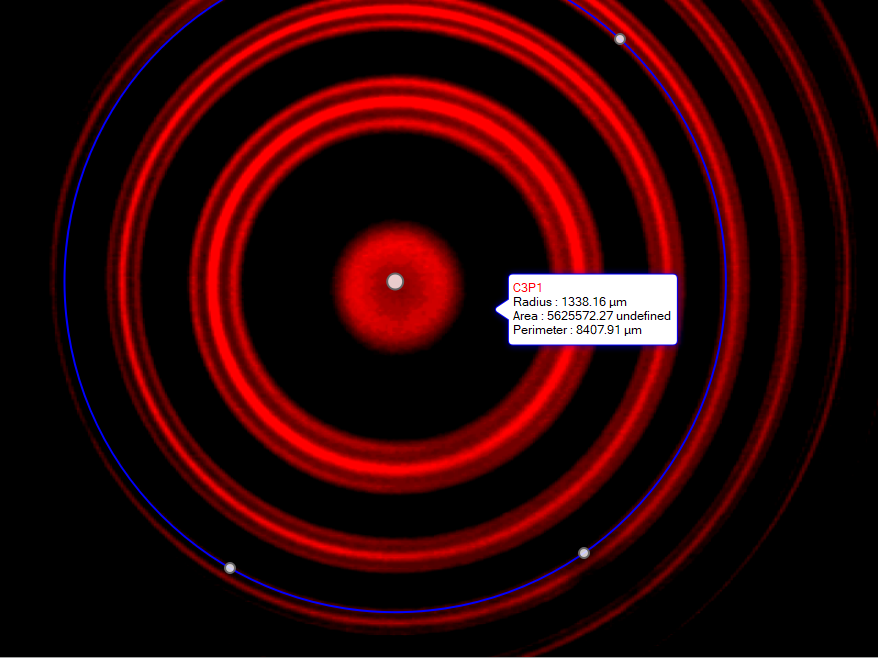 C3P1
Radius : 1338.16 µm
Area : 5625572.27 undefined
Perimeter : 8407.91 µm